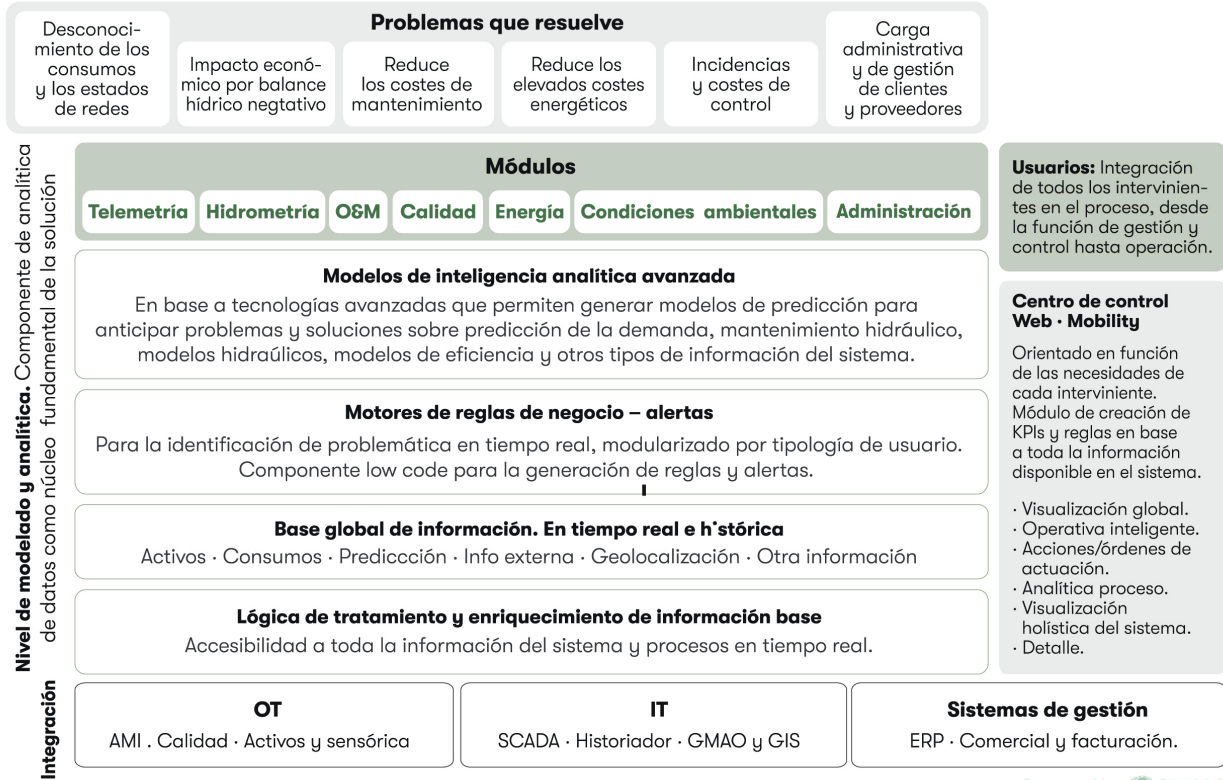 Problemas que resuelve
Desconoci-
miento de los
consumos
y los estados
de redes
Impacto econó-
mico por balance
hídrico negtativo
Reduce
los costes de
mantenimiento
Reduce los
elevados costes
energéticos
Incidencias
y costes de
control
Carga
administrativa
y de gestión
de clientes
y proveedores
Nivel de modelado y analítica. Componente de analítica
de datos como núcleo fundamental de la solución
Módulos
Telemetría
Hidrometría
O&M
Calidad
Energía
Condiciones ambientales
Administración
Modelos de inteligencia analítica avanzada
En base a tecnologías avanzadas que permiten generar modelos de predicción para
anticipar problemas y soluciones sobre predicción de la demanda, mantenimiento hidráulico,
modelos hidraúlicos, modelos de eficiencia y otros tipos de información del sistema.
Motores de reglas de negocio – alertas
Para la identificación de problemática en tiempo real, modularizado por tipología de usuario.
Componente low code para la generación de reglas y alertas.
Base global de información. En tiempo real e h·stórica
Activos · Consumos · Prediccción · Info externa · Geolocalización · Otra información
Lógica de tratamiento y enriquecimiento de información base
Accesibilidad a toda la información del sistema y procesos en tiempo real.
Usuarios: Integración
de todos los intervinien-
tes en el proceso, desde
la función de gestión y
control hasta operación.
Centro de control
Web · Mobility
Orientado en función
de las necesidades de
cada interviniente.
Módulo de creación de
KPIs y reglas en base
a toda la información
disponible en el sistema.
· Visualización global.
· Operativa inteligente.
· Acciones/órdenes de
actuación.
· Analítica proceso.
· Visualización
holística del sistema.
· Detalle.
Integración
OT
AMI . Calidad · Activos y sensórica
IT
SCADA · Historiador · GMAO y GIS
Sistemas de gestión
ERP · Comercial y facturación.